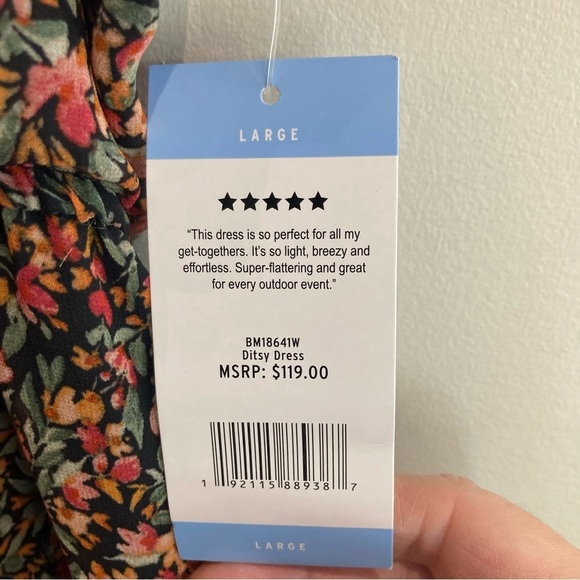 LARGE
★★★★★
“This dress is so perfect for all my
get-togethers. It’s so light, breezy and
effortless. Super-flattering and great
for every outdoor event.”
BM18641W
Ditsy Dress
MSRP: $119.00
1 92115 88938 7
LARGE